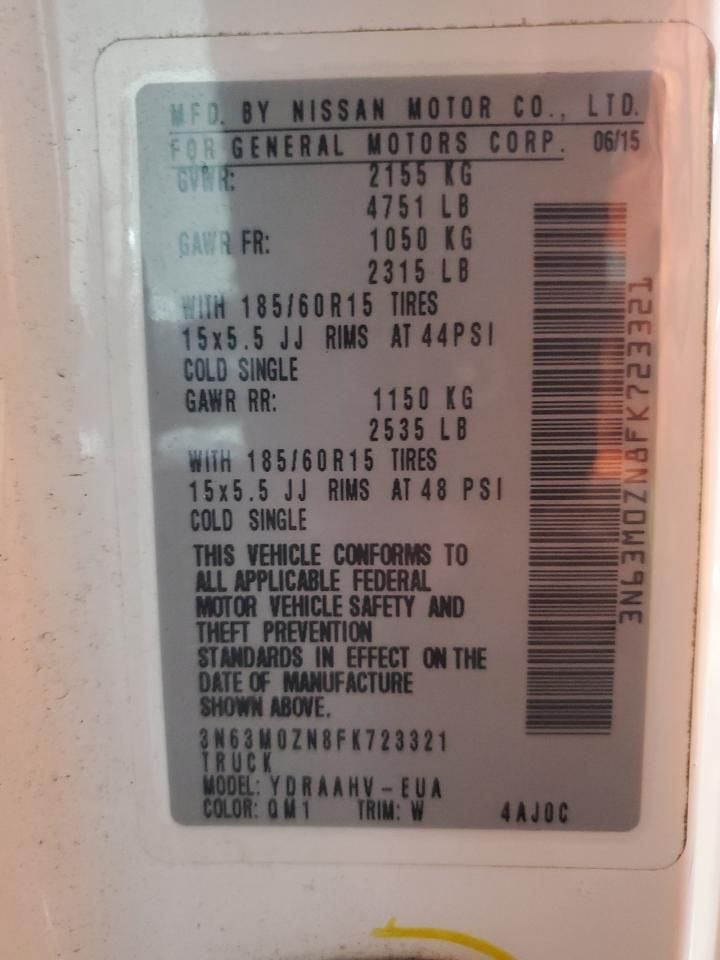 MFD. BY NISSAN MOTOR CO., LTD.
FOR GENERAL MOTORS CORP. 06/15
GVWR: 2155 KG
4751 LB
GAWR FR: 1050 KG
2315 LB
WITH 185/60R15 TIRES
15x5.5 JJ RIMS AT 44PSI
COLD SINGLE
GAWR RR: 1150 KG
2535 LB
WITH 185/60R15 TIRES
15x5.5 JJ RIMS AT 48 PSI
COLD SINGLE
THIS VEHICLE CONFORMS TO
ALL APPLICABLE FEDERAL
MOTOR VEHICLE SAFETY AND
THEFT PREVENTION
STANDARDS IN EFFECT ON THE
DATE OF MANUFACTURE
SHOWN ABOVE.
3N63M0ZN8FK723321
TRUCK
MODEL: YDRAAHV-EUA
COLOR: QM1 TRIM: W 4AJ0C
3N63M0ZN8FK723321